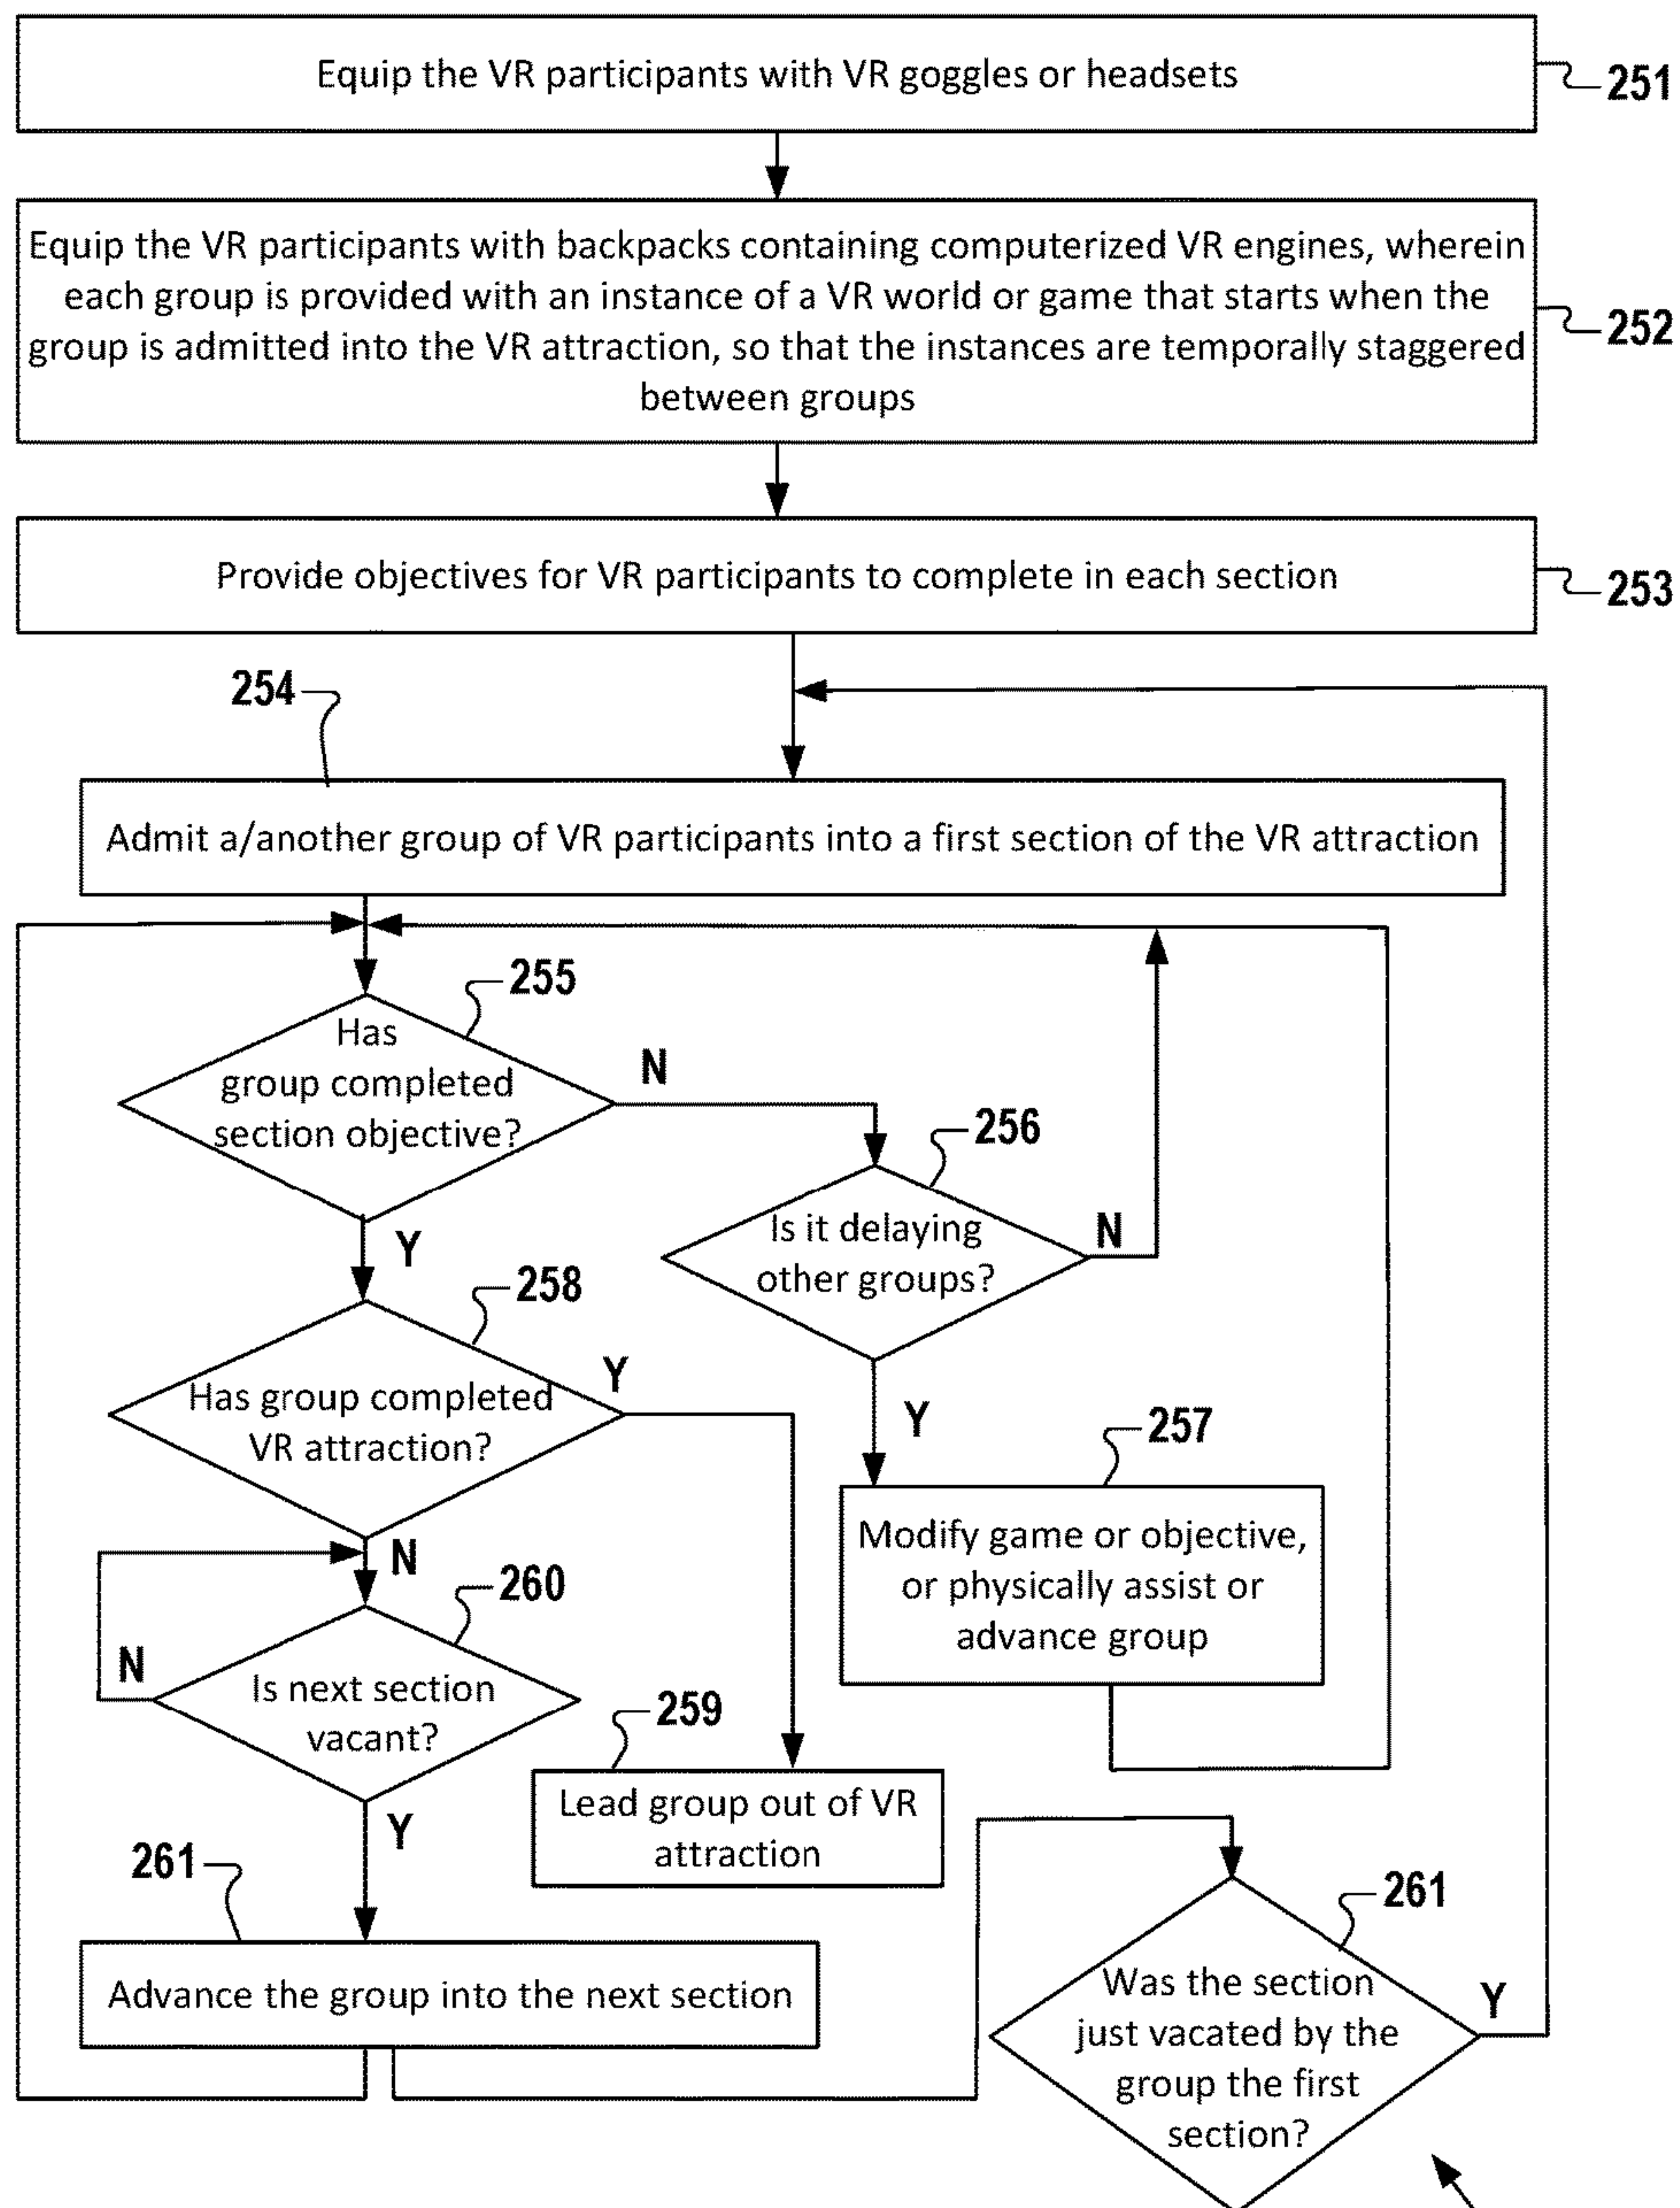 Equip the VR participants with VR goggles or headsets
251
Equip the VR participants with backpacks containing computerized VR engines, wherein
each group is provided with an instance of a VR world or game that starts when the
group is admitted into the VR attraction, so that the instances are temporally staggered
between groups
252
Provide objectives for VR participants to complete in each section
253
254
Admit a/another group of VR participants into a first section of the VR attraction
255
Has
group completed
section objective?
N
Y
256
Is it delaying
other groups?
N
Y
258
Has group completed
VR attraction?
Y
N
257
Modify game or objective,
or physically assist or
advance group
260
Is next section
vacant?
N
Y
259
Lead group out of VR
attraction
261
Advance the group into the next section
261
Was the section
just vacated by the
group the first
section?
Y